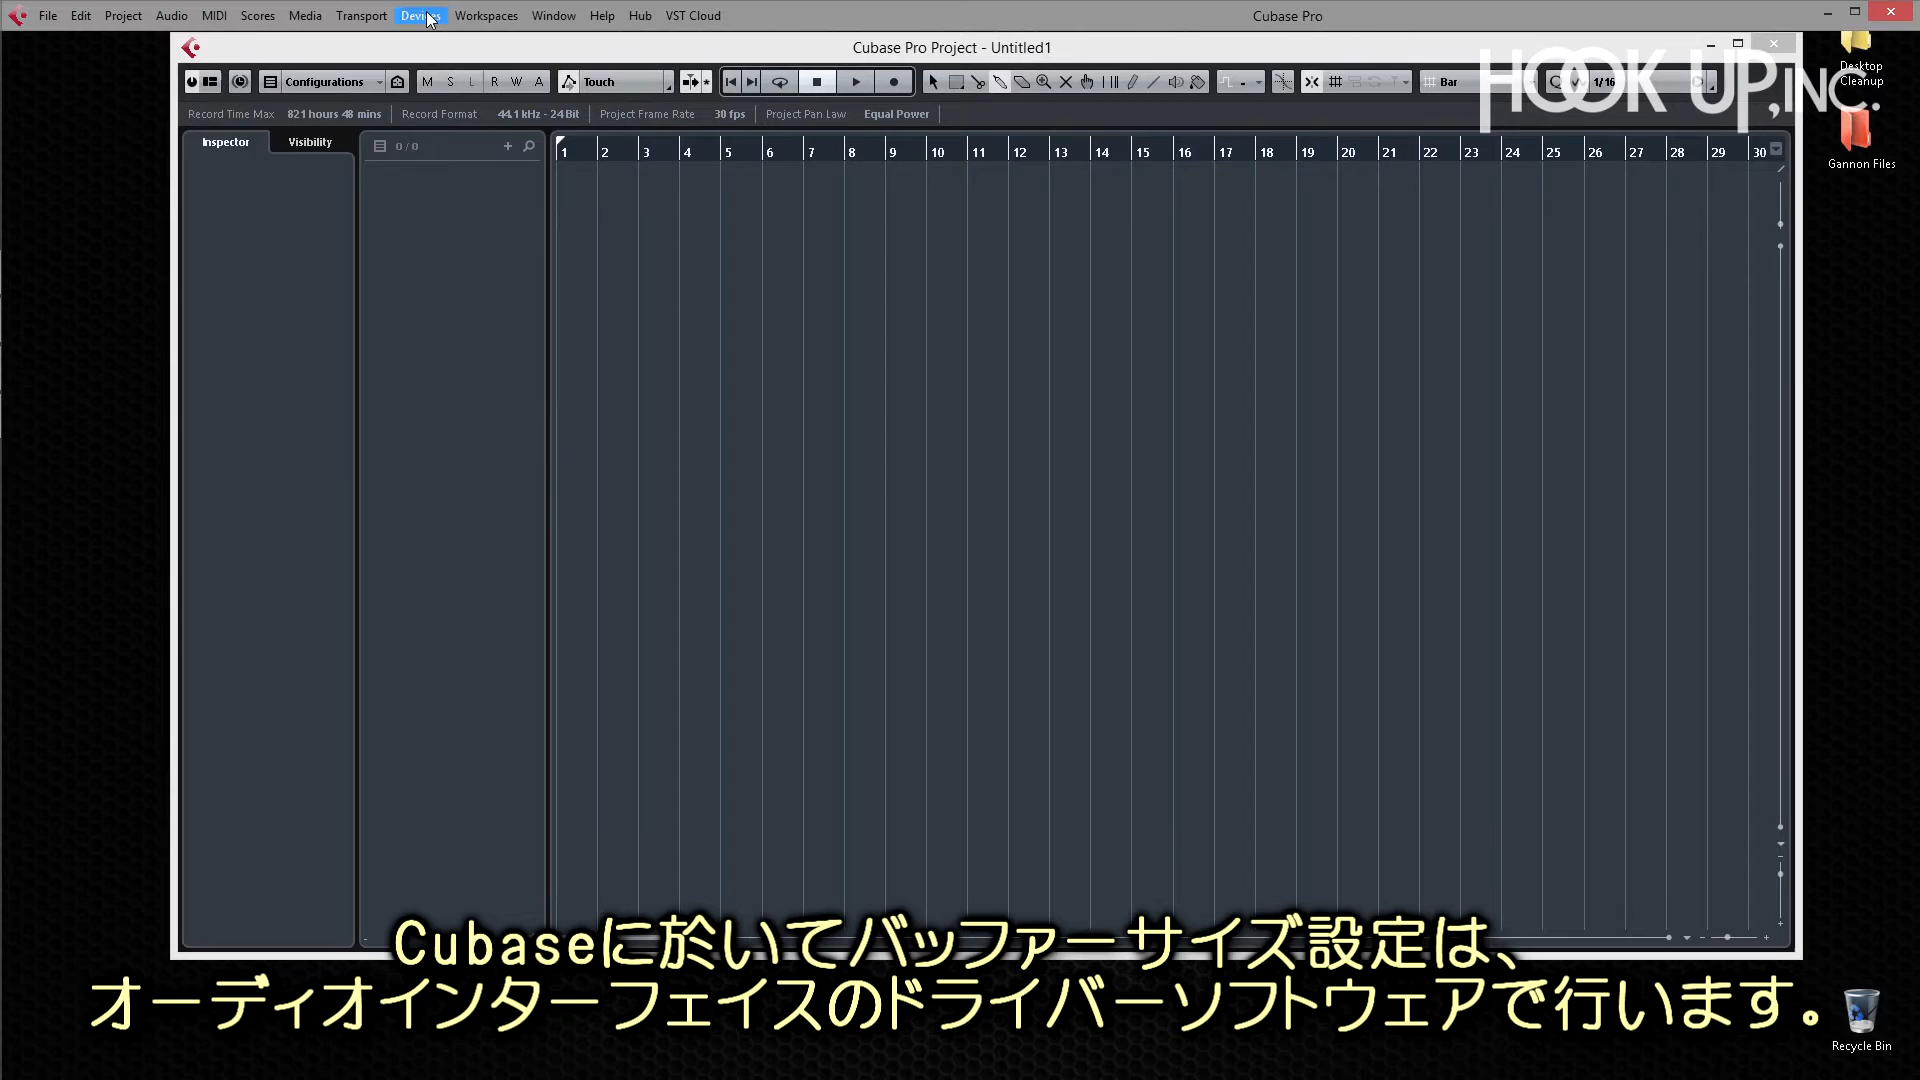 File Edit Project Audio MIDI Scores Media Transport Devices Workspaces Window Help Hub VST Cloud
Cubase Pro
Cubase Pro Project - Untitled1
Configurations M S L R W A Touch Bar 1/16
HOOK UP, INC.
Desktop
Cleanup
Record Time Max 821 hours 48 mins Record Format 44.1 kHz - 24 Bit Project Frame Rate 30 fps Project Pan Law Equal Power
Inspector Visibility 0 / 0
1 2 3 4 5 6 7 8 9 10 11 12 13 14 15 16 17 18 19 20 21 22 23 24 25 26 27 28 29 30
Gannon Files
Cubaseに於いてバッファーサイズ設定は、
オーディオインターフェイスのドライバーソフトウェアで行います。
Recycle Bin